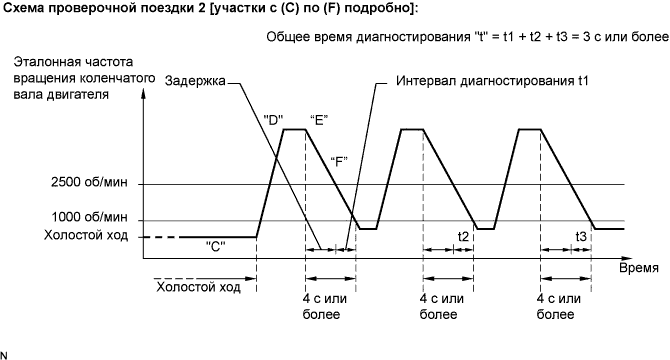 Схема проверочной поездки 2 [участки с (C) по (F) подробно]:
Общее время диагностирования "t" = t1 + t2 + t3 = 3 с или более
Эталонная частота
вращения коленчатого
вала двигателя
Задержка
Интервал диагностирования t1
"D"
“E”
“F”
2500 об/мин
1000 об/мин
Холостой ход
"C"
t2
t3
Время
Холостой ход
4 с или
более
4 с или
более
4 с или
более
N